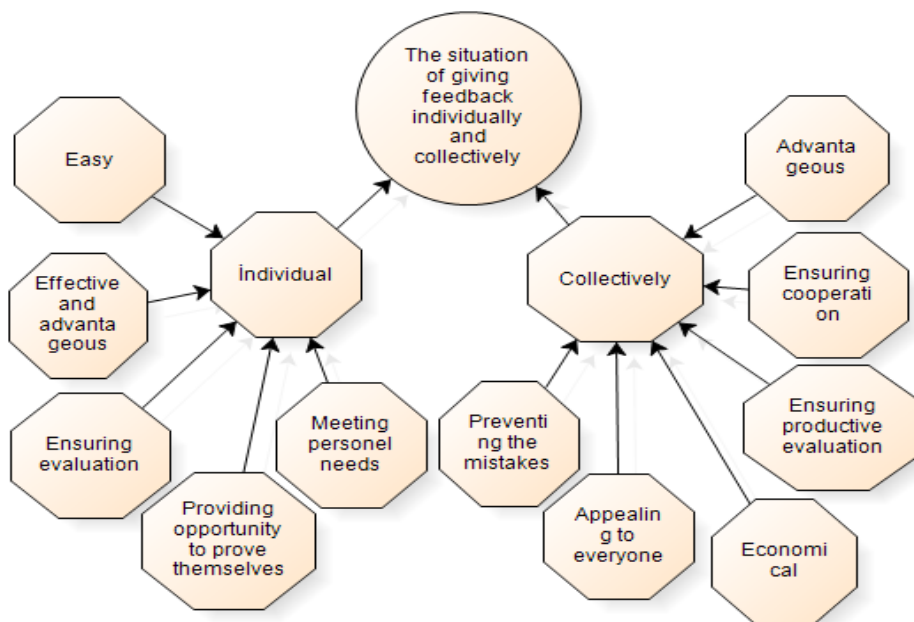 The situation
of giving
feedback
individually
and
collectively
Easy
Advanta
geous
İndividual
Collectively
Effective
and
advanta
geous
Ensuring
cooperati
on
Ensuring
evaluation
Meeting
personel
needs
Preventi
ng the
mistakes
Ensuring
productive
evaluation
Providing
opportunity
to prove
themselves
Appealin
g to
everyone
Economi
cal